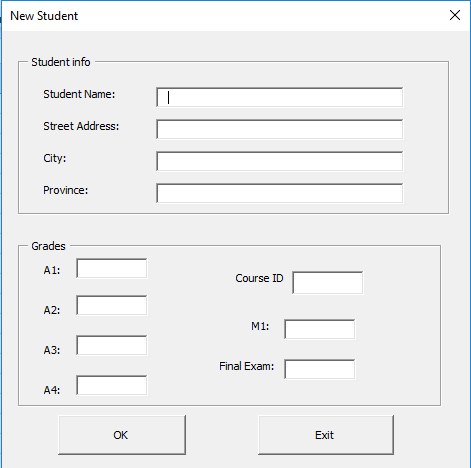 New Student
Student info
Student Name:
Street Address:
City:
Province:
Grades
A1:
Course ID
A2:
M1:
A3:
Final Exam:
A4:
OK
Exit